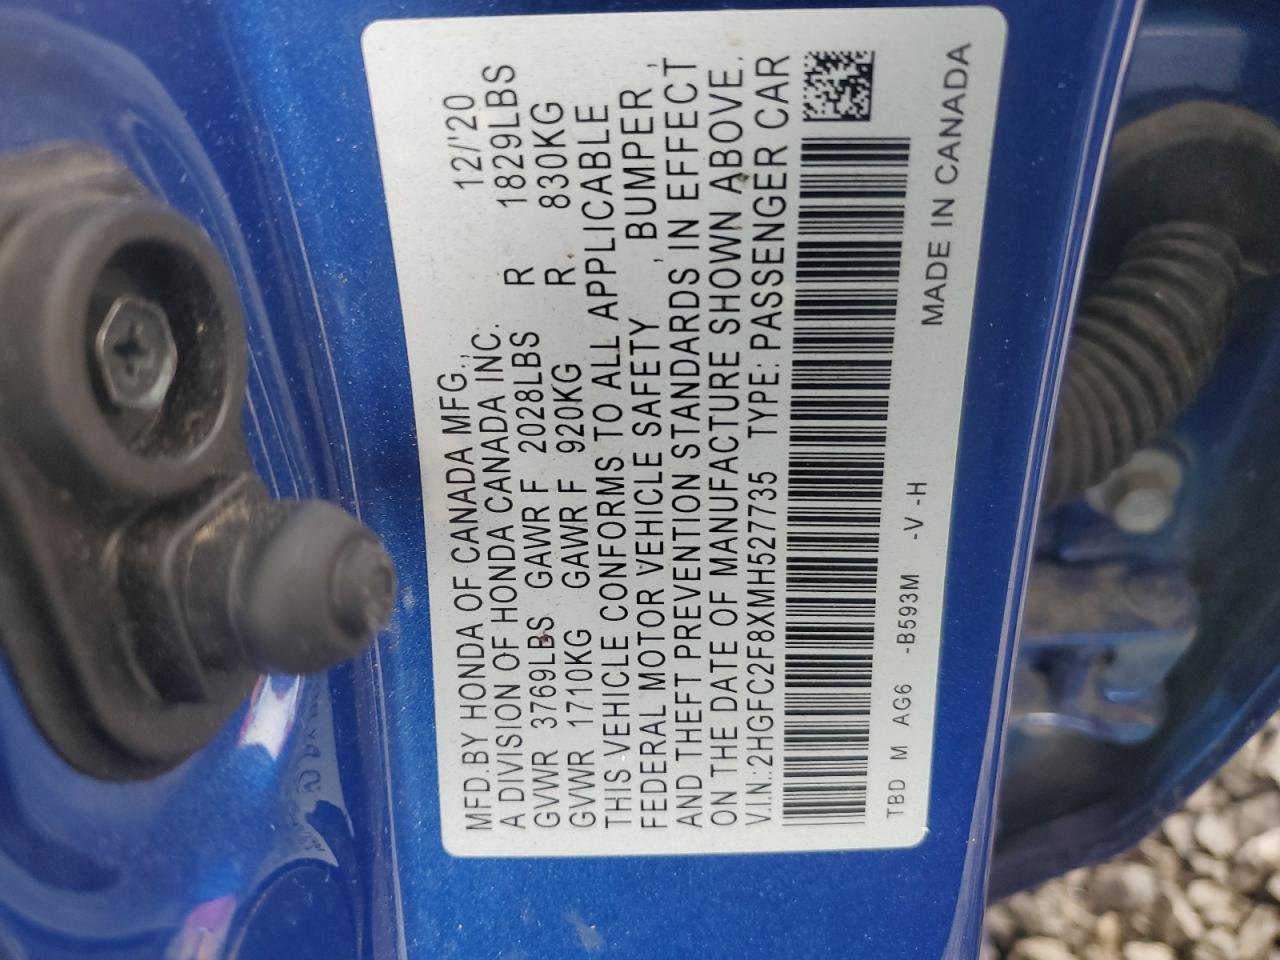 MFD.BY HONDA OF CANADA MFG., 12/'20
A DIVISION OF HONDA CANADA INC.
GVWR 3769LBS GAWR F 2028LBS R 1829LBS
GVWR 1710KG GAWR F 920KG R 830KG
THIS VEHICLE CONFORMS TO ALL APPLICABLE
FEDERAL MOTOR VEHICLE SAFETY , BUMPER ,
AND THEFT PREVENTION STANDARDS IN EFFECT
ON THE DATE OF MANUFACTURE SHOWN ABOVE.
V.I.N.:2HGFC2F8XMH527735 TYPE: PASSENGER CAR
TBD M AG6 -B593M -V -H MADE IN CANADA